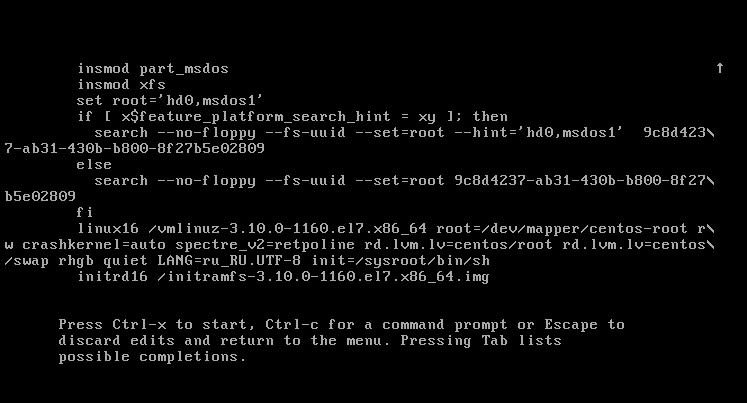 insmod part_msdos ↑
insmod xfs
set root='hd0,msdos1'
if [ x$feature_platform_search_hint = xy ]; then
search --no-floppy --fs-uuid --set=root --hint='hd0,msdos1'  9c8d423\
7-ab31-430b-b800-8f27b5e02809
else
search --no-floppy --fs-uuid --set=root 9c8d4237-ab31-430b-b800-8f27\
b5e02809
fi
linux16 /vmlinuz-3.10.0-1160.el7.x86_64 root=/dev/mapper/centos-root r\
w crashkernel=auto spectre_v2=retpoline rd.lvm.lv=centos/root rd.lvm.lv=centos\
/swap rhgb quiet LANG=ru_RU.UTF-8 init=/sysroot/bin/sh
initrd16 /initramfs-3.10.0-1160.el7.x86_64.img
Press Ctrl-x to start, Ctrl-c for a command prompt or Escape to
discard edits and return to the menu. Pressing Tab lists
possible completions.